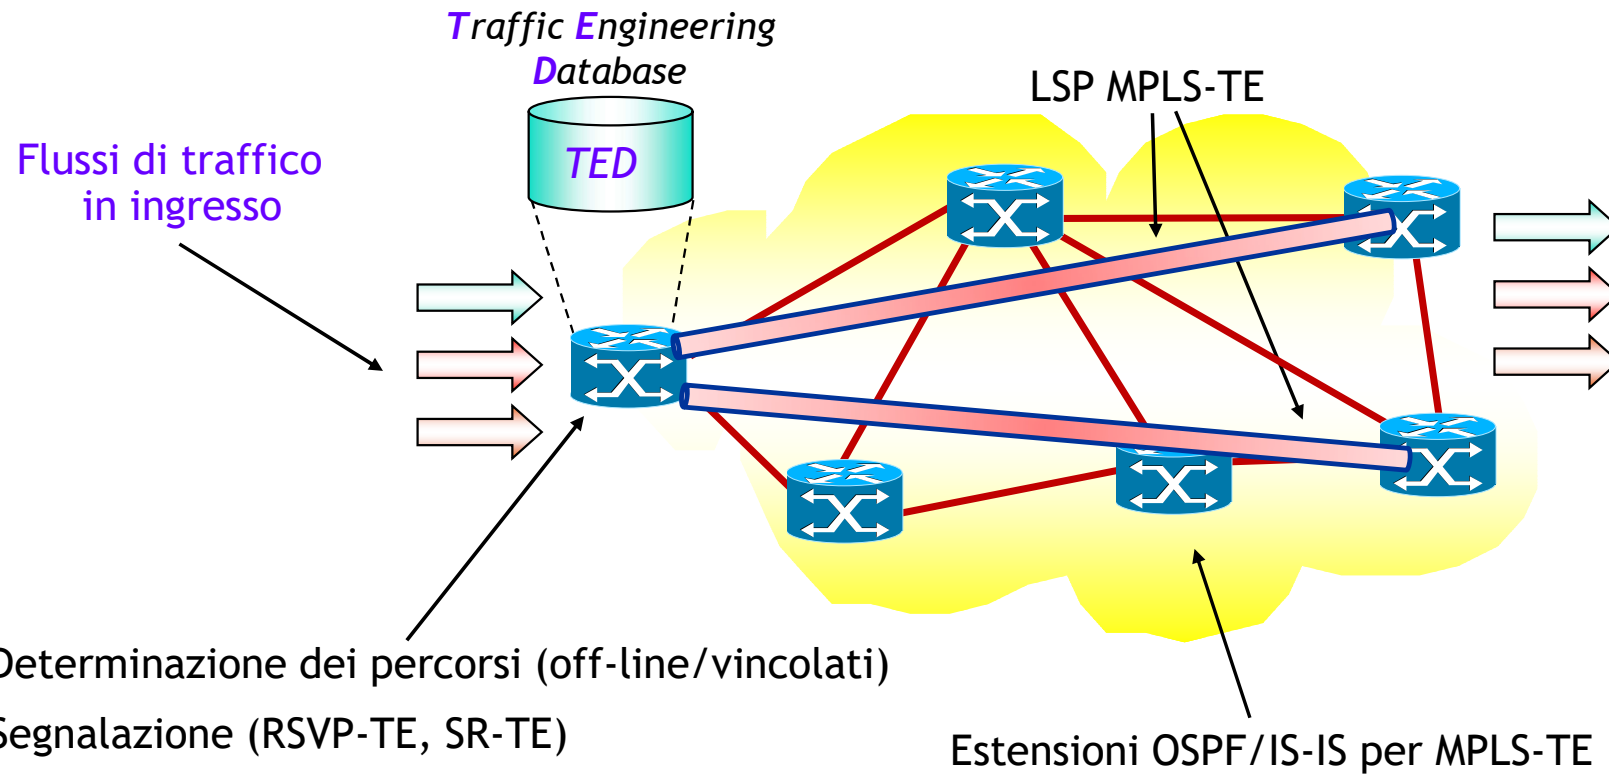 Traffic Engineering
Database
TED
LSP MPLS-TE
Flussi di traffico
in ingresso
Determinazione dei percorsi (off-line/vincolati)
Segnalazione (RSVP-TE, SR-TE)
Estensioni OSPF/IS-IS per MPLS-TE